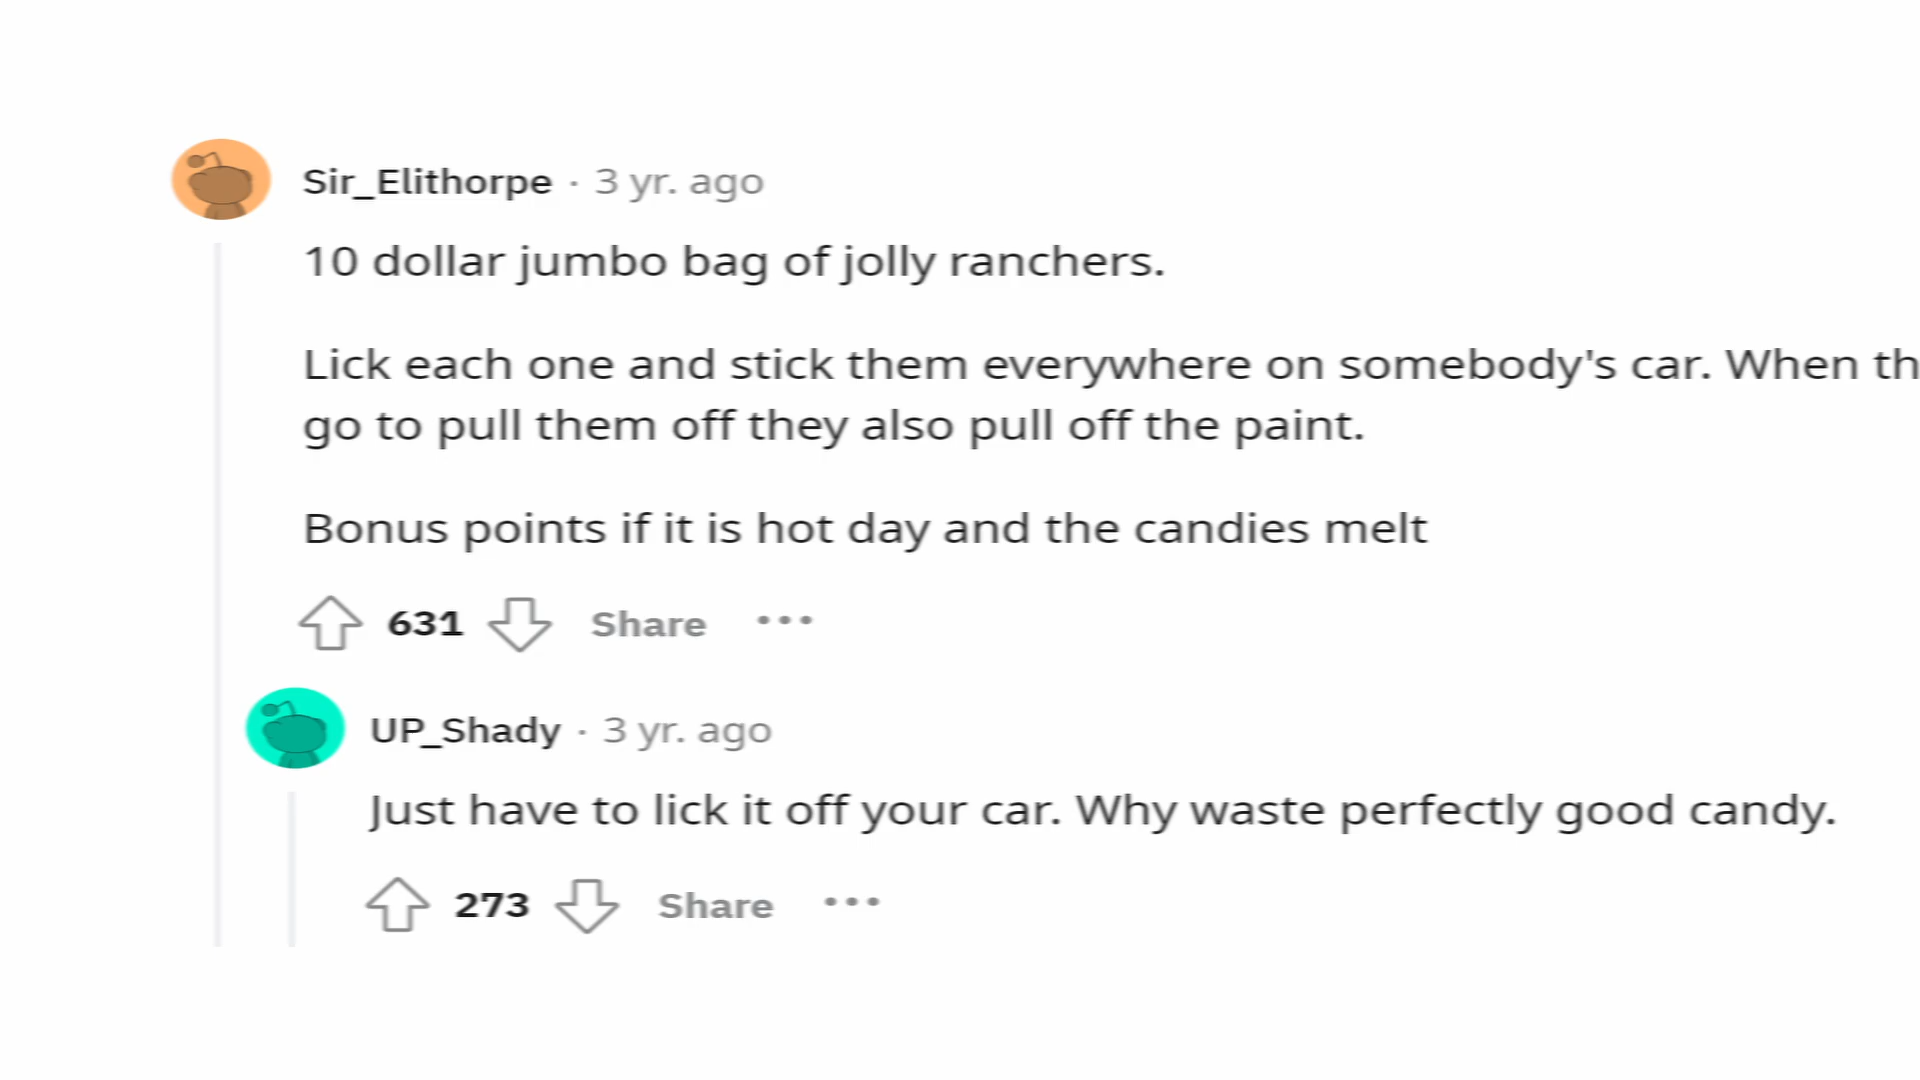 Sir_Elithorpe · 3 yr. ago
10 dollar jumbo bag of jolly ranchers.
Lick each one and stick them everywhere on somebody's car. When th
go to pull them off they also pull off the paint.
Bonus points if it is hot day and the candies melt
631 Share ···
UP_Shady · 3 yr. ago
Just have to lick it off your car. Why waste perfectly good candy.
273 Share ···